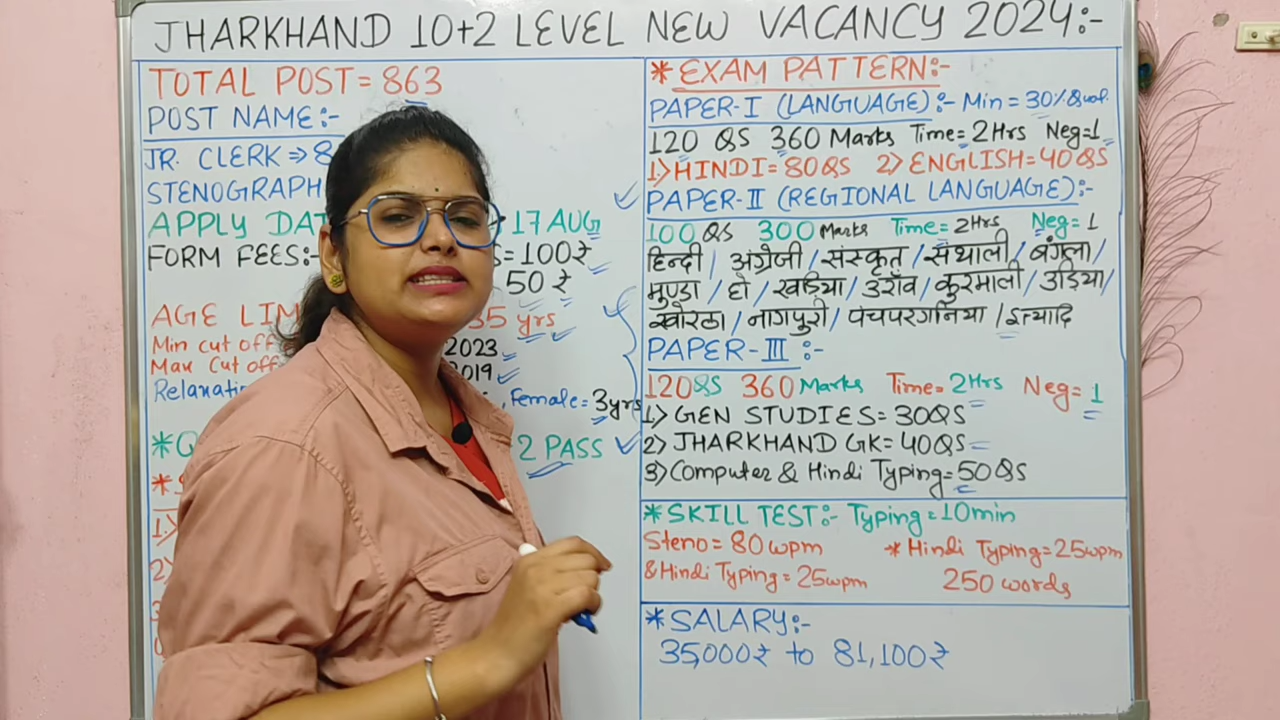 JHARKHAND 10+2 LEVEL NEW VACANCY 2024:-
TOTAL POST = 863
POST NAME:-
JR. CLERK ⇒ 8
STENOGRAPH
APPLY DAT 17 AUG
FORM FEES:- S=100₹
50 ₹
AGE LIM 35 yrs
Min cut off 2023
Max Cut off 2019
Relaxati , Female = 3yrs
2 PASS
1.>
2)
* EXAM PATTERN:-
PAPER-I (LANGUAGE):- Min = 30%
120 QS 360 Marks Time= 2Hrs Neg=1
1> HINDI = 80QS 2> ENGLISH = 40QS
PAPER-II (REGIONAL LANGUAGE):-
100 QS 300 Marks Time = 2Hrs Neg= 1
हिन्दी / अंग्रेजी / संस्कृत / संथाली / बंगला /
मुण्डा / हो / खड़िया / उराँव / कुरमाली / उड़िया/
खोरठा / नागपुरी / पंचपरगनिया / इत्यादि
PAPER-III :-
120QS 360 Marks Time= 2Hrs Neg= 1
1> GEN STUDIES = 30QS
2) JHARKHAND GK= 40QS
3) Computer & Hindi Typing= 50QS
* SKILL TEST:- Typing = 10min
Steno = 80 wpm * Hindi Typing = 25wpm
& Hindi Typing = 25wpm 250 words
* SALARY:-
35,000₹ to 81,100₹